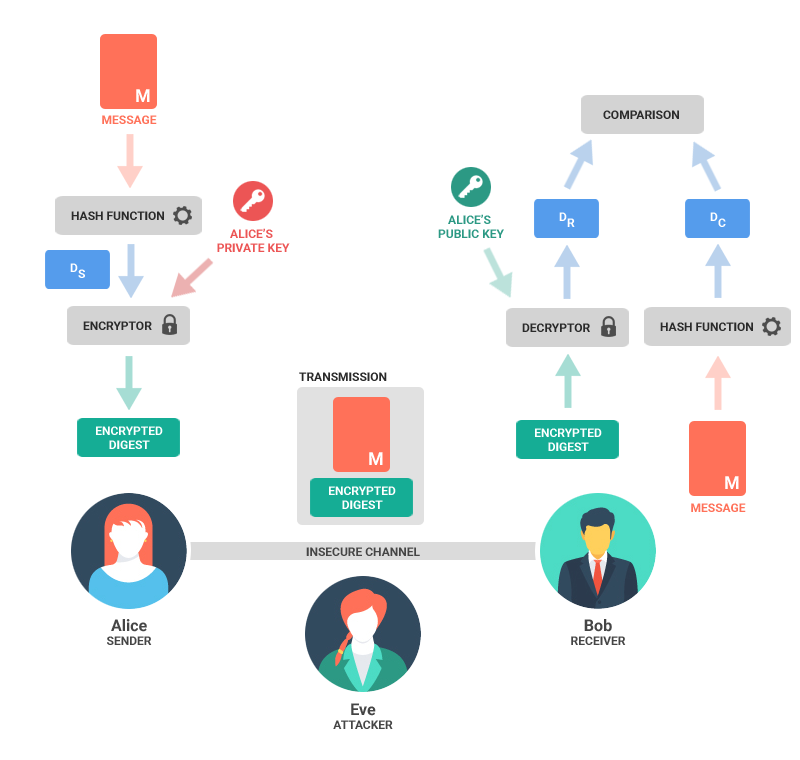 M
MESSAGE
HASH FUNCTION
DS
ALICE'S
PRIVATE KEY
ENCRYPTOR
ENCRYPTED
DIGEST
TRANSMISSION
M
ENCRYPTED
DIGEST
COMPARISON
ALICE'S
PUBLIC KEY
DR
DC
DECRYPTOR
HASH FUNCTION
ENCRYPTED
DIGEST
M
MESSAGE
INSECURE CHANNEL
Alice
SENDER
Eve
ATTACKER
Bob
RECEIVER